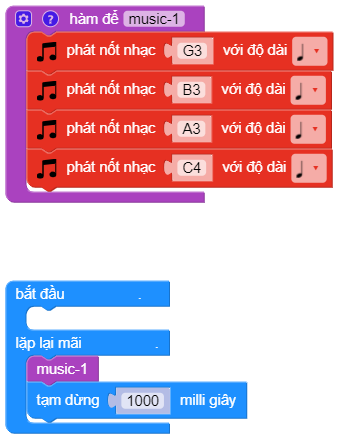 hàm để music-1
phát nốt nhạc G3 với độ dài
phát nốt nhạc B3 với độ dài
phát nốt nhạc A3 với độ dài
phát nốt nhạc C4 với độ dài
bắt đầu .
lặp lại mãi .
music-1
tạm dừng 1000 milli giây